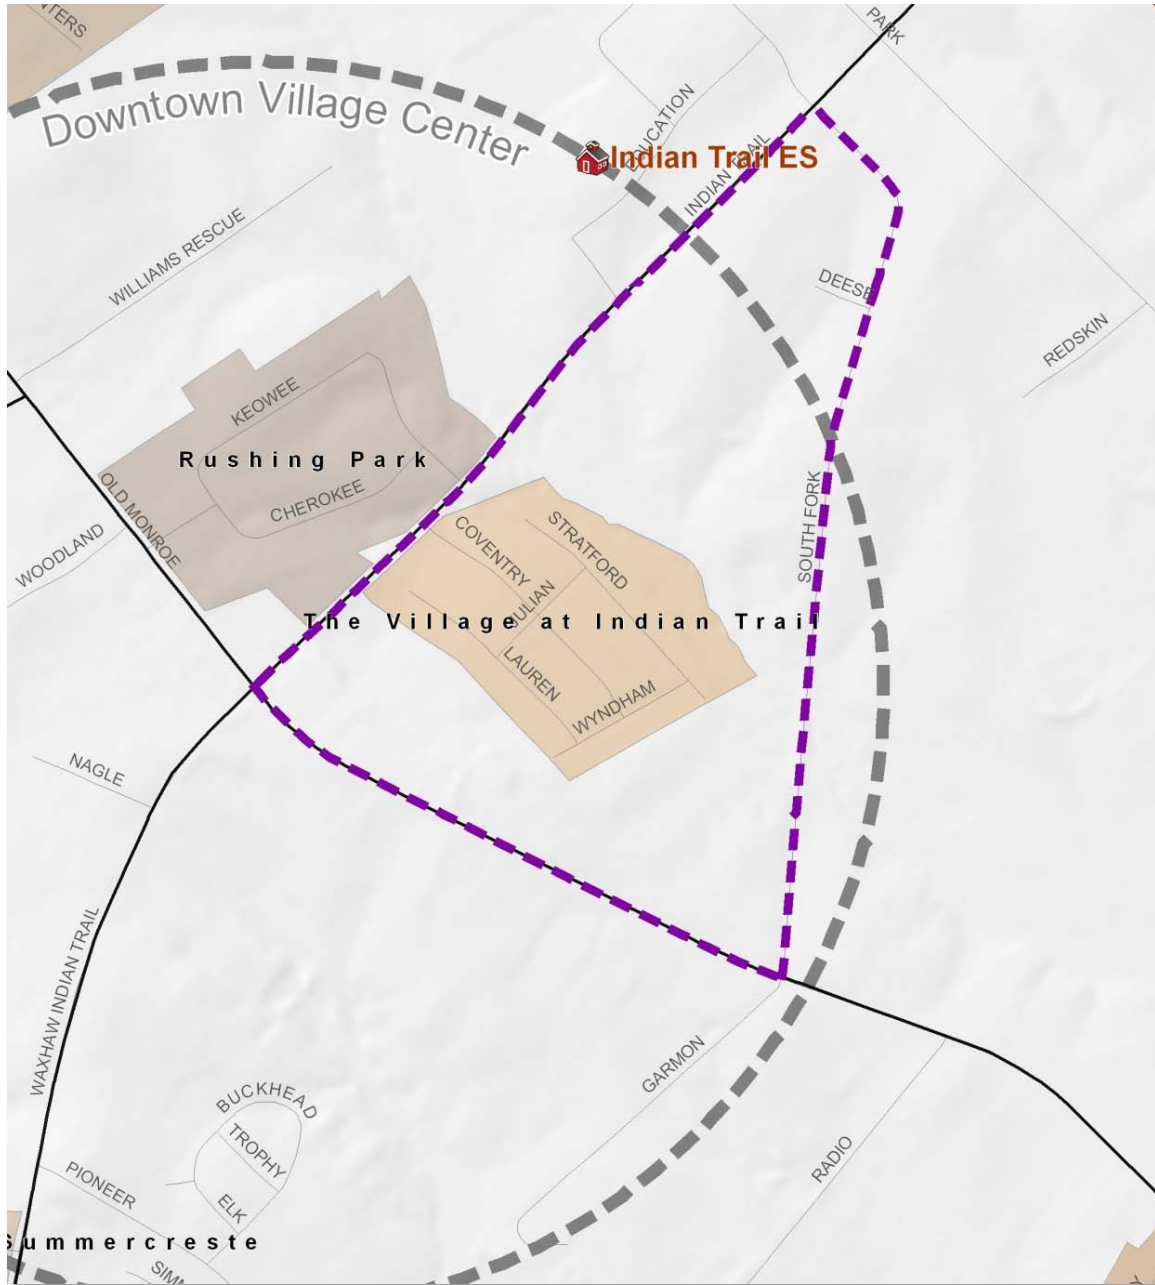 PARK
Downtown Village Center
EDUCATION
Indian Trail ES
INDIAN TRAIL
WILLIAMS RESCUE
DEESE
REDSKIN
KEOWEE
Rushing Park
CHEROKEE
OLD MONROE
WOODLAND
SOUTH FORK
COVENTRY
STRATFORD
JULIAN
The Village at Indian Trail
LAUREN
WYNDHAM
NAGLE
WAXHAW INDIAN TRAIL
GARMON
BUCKHEAD
TROPHY
RADIO
PIONEER
ELK
Summercreste